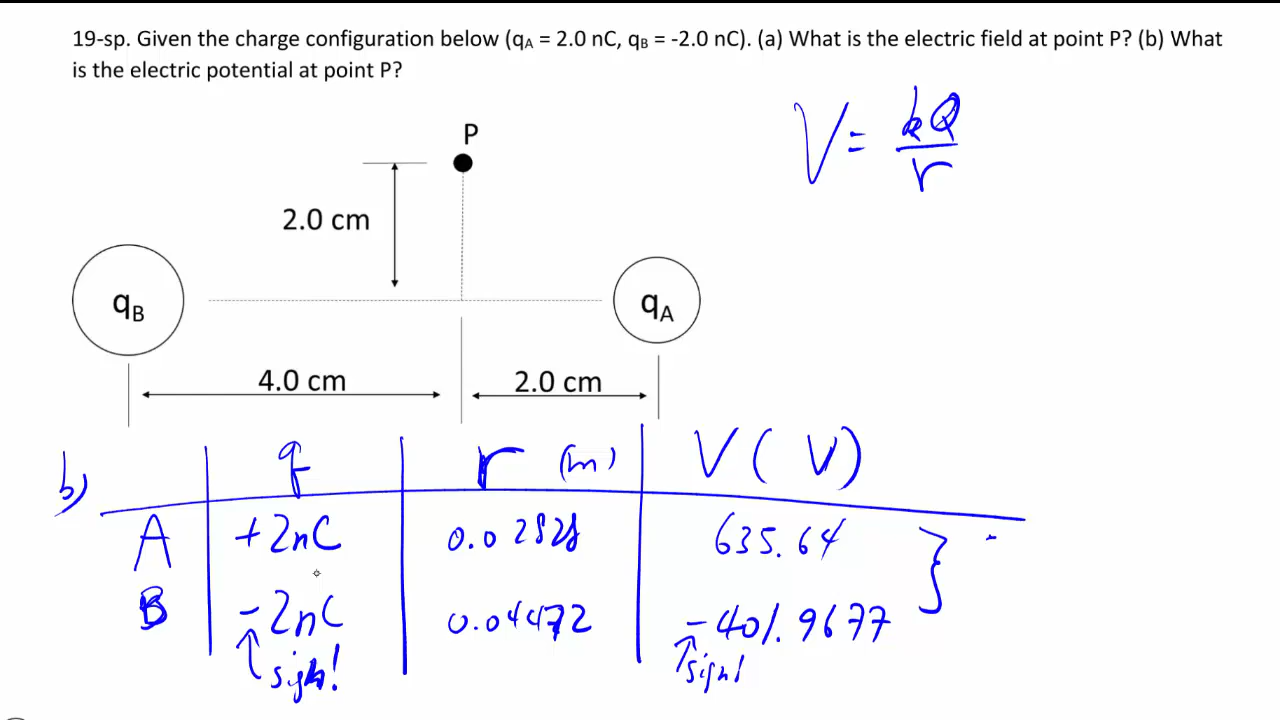 19-sp. Given the charge configuration below (qA = 2.0 nC, qB = -2.0 nC). (a) What is the electric field at point P? (b) What
is the electric potential at point P?
V = kQ/r
P
2.0 cm
qB
qA
4.0 cm
2.0 cm
b) q r (m) V (V)
A +2nC 0.02828 635.64 }
B -2nC 0.04472 -401.9677
sign! sign!